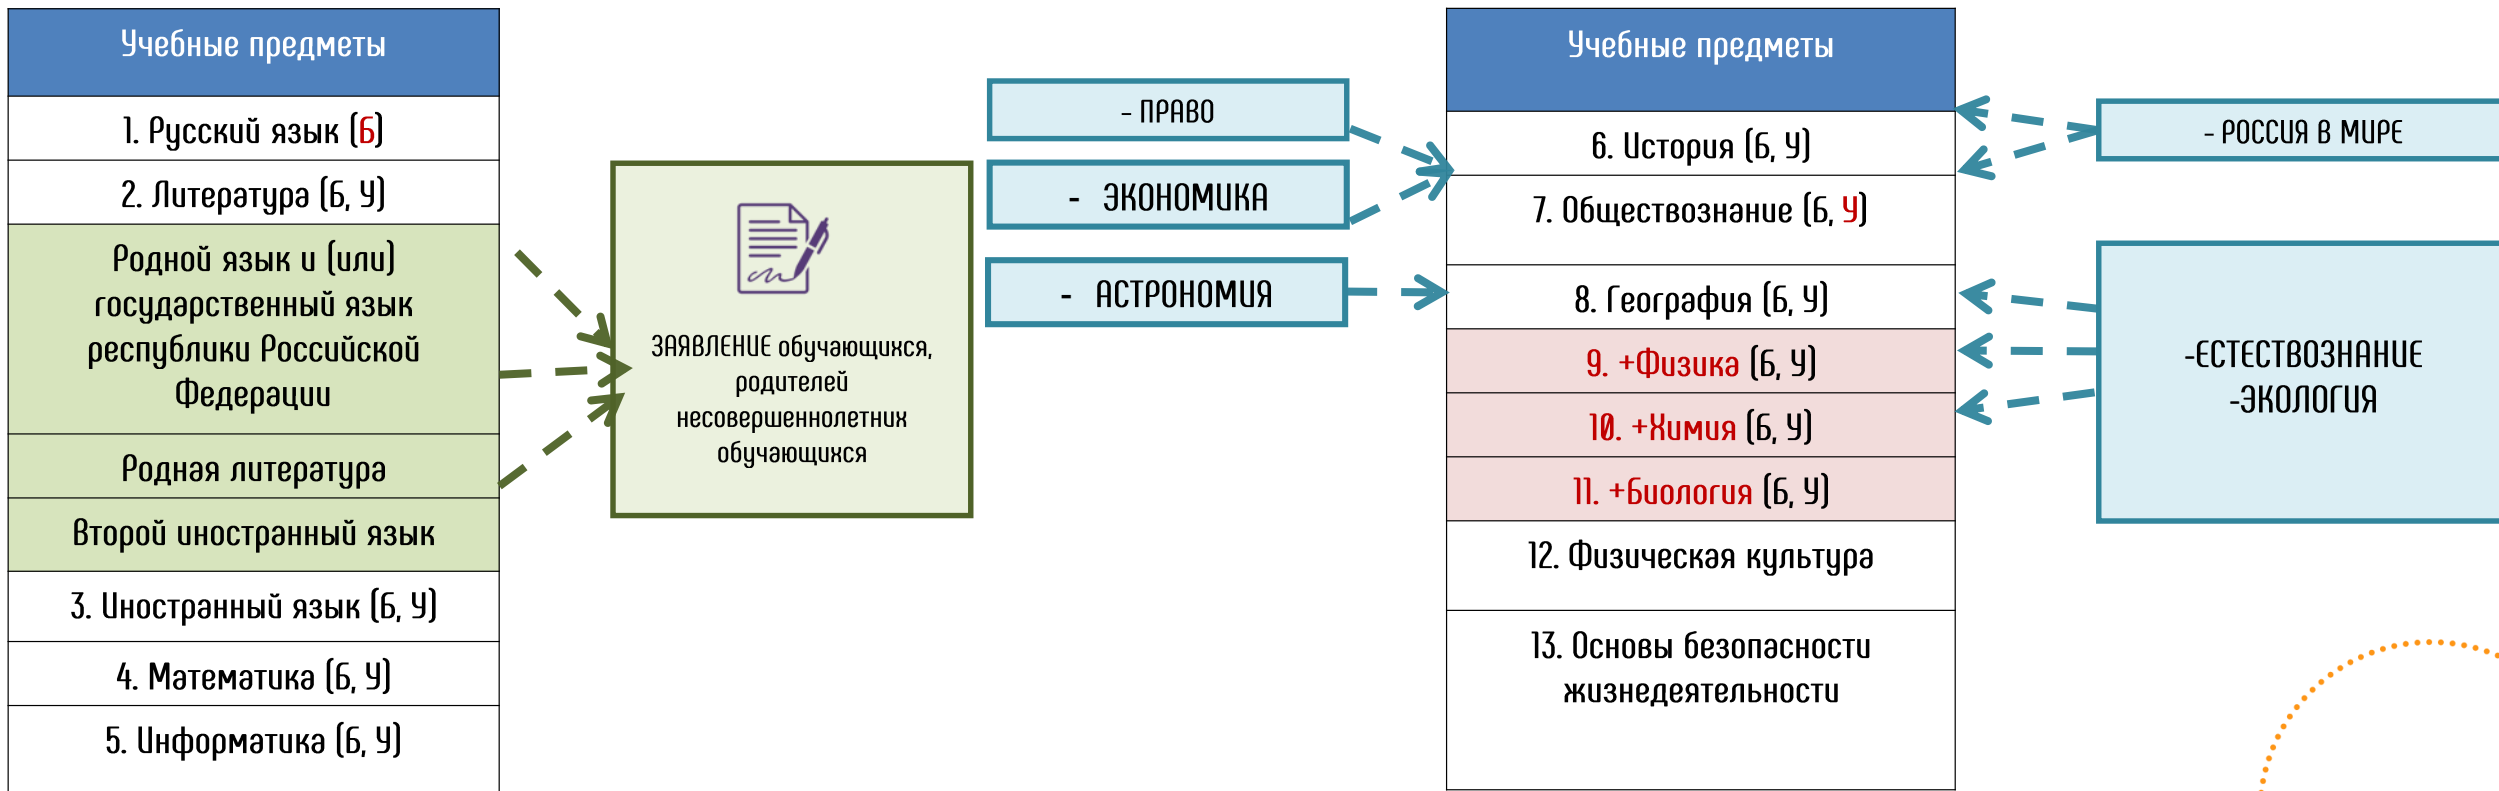 Учебные предметы
1. Русский язык (Б)
2. Литература (Б, У)
Родной язык и (или)
государственный язык
республики Российской
Федерации
Родная литература
Второй иностранный язык
3. Иностранный язык (Б, У)
4. Математика (Б, У)
5. Информатика (Б, У)
ЗАЯВЛЕНИЕ обучающихся,
родителей
несовершеннолетних
обучающихся
- ПРАВО
- ЭКОНОМИКА
- АСТРОНОМИЯ
Учебные предметы
6. История (Б, У)
7. Обществознание (Б, У)
8. География (Б, У)
9. +Физика (Б, У)
10. +Химия (Б, У)
11. +Биология (Б, У)
12. Физическая культура
13. Основы безопасности
жизнедеятельности
- РОССИЯ В МИРЕ
-ЕСТЕСТВОЗНАНИЕ
-ЭКОЛОГИЯ